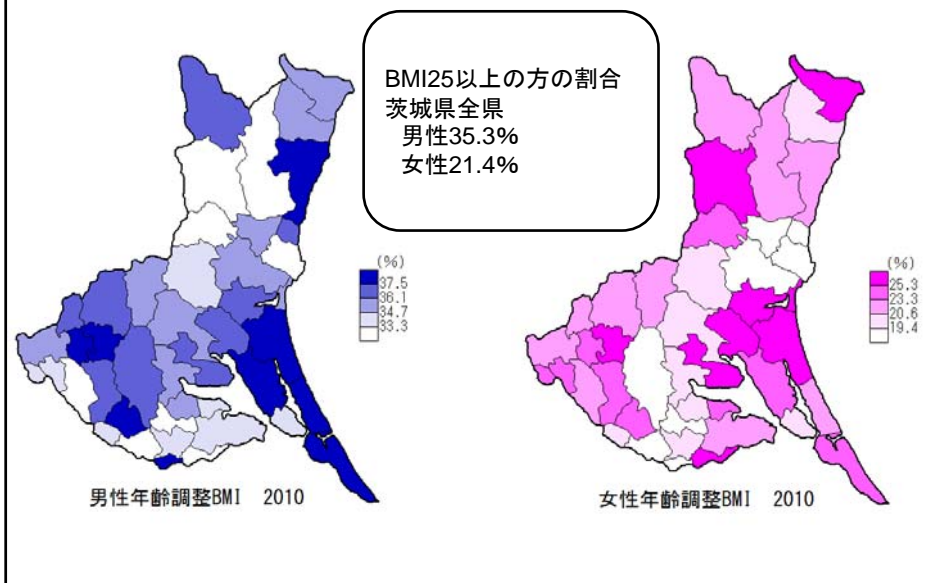 BMI25以上の方の割合
茨城県全県
男性35.3%
女性21.4%
(%)
37.5
36.1
34.7
33.3
男性年齢調整BMI 2010
(%)
25.3
23.3
20.6
19.4
女性年齢調整BMI 2010